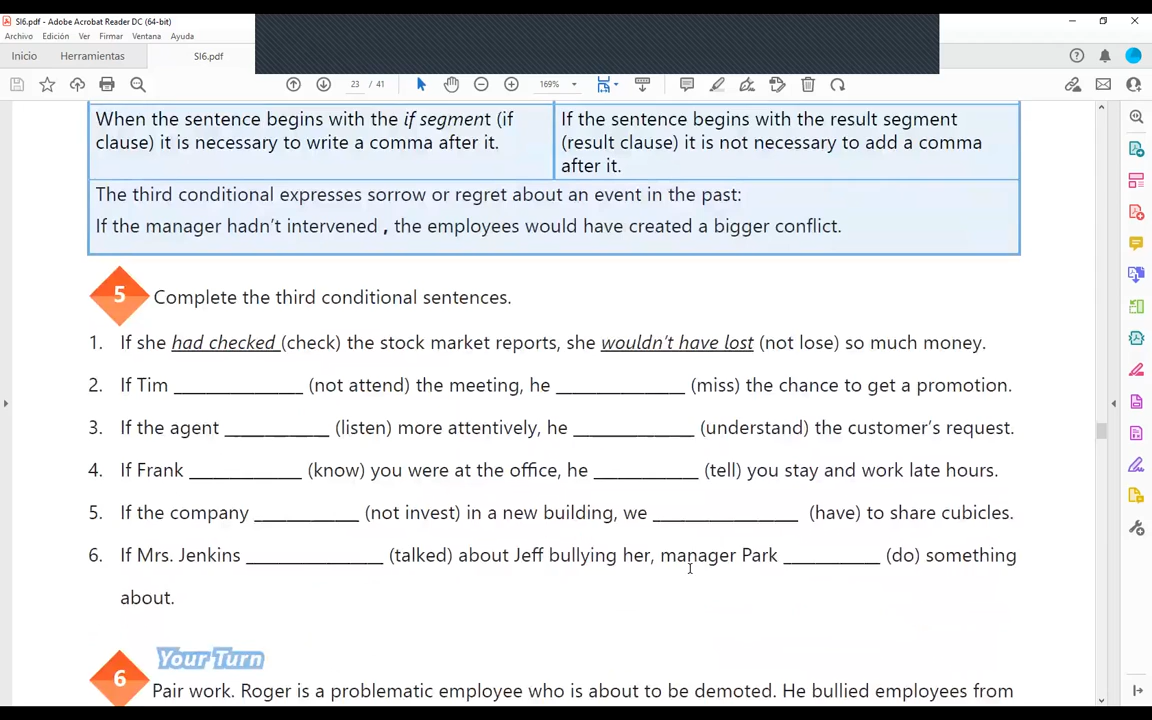 SI6.pdf - Adobe Acrobat Reader DC (64-bit)
Archivo Edición Ver Firmar Ventana Ayuda
Inicio Herramientas SI6.pdf
23 / 41 169%
When the sentence begins with the if segment (if
clause) it is necessary to write a comma after it.
If the sentence begins with the result segment
(result clause) it is not necessary to add a comma
after it.
The third conditional expresses sorrow or regret about an event in the past:
If the manager hadn't intervened , the employees would have created a bigger conflict.
5 Complete the third conditional sentences.
1. If she had checked (check) the stock market reports, she wouldn't have lost (not lose) so much money.
2. If Tim ______________ (not attend) the meeting, he ______________ (miss) the chance to get a promotion.
3. If the agent ___________ (listen) more attentively, he _____________ (understand) the customer's request.
4. If Frank ____________ (know) you were at the office, he ___________ (tell) you stay and work late hours.
5. If the company ___________ (not invest) in a new building, we ________________ (have) to share cubicles.
6. If Mrs. Jenkins _______________ (talked) about Jeff bullying her, manager Park __________ (do) something
about.
Your Turn
6 Pair work. Roger is a problematic employee who is about to be demoted. He bullied employees from